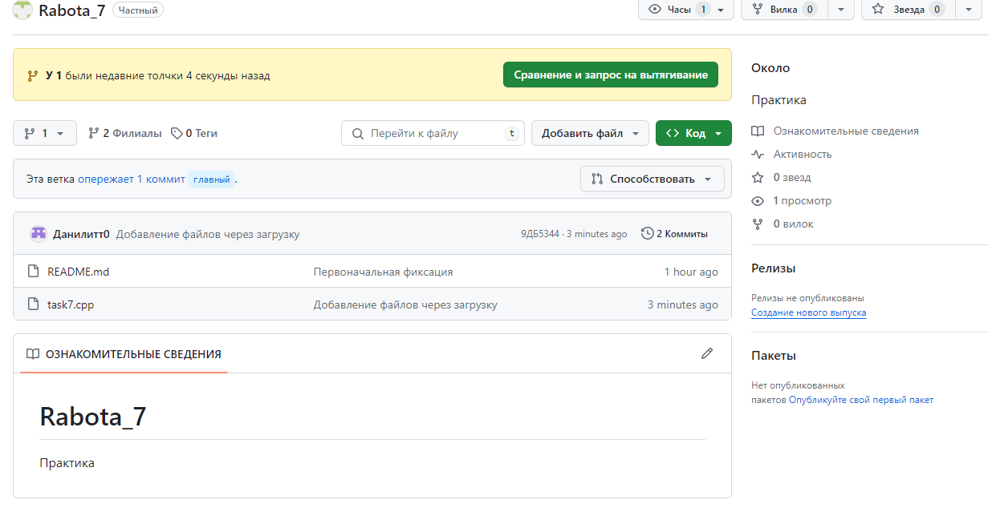 Rabota_7 Частный
Часы 1
Вилка 0
Звезда 0
У 1 были недавние толчки 4 секунды назад
Сравнение и запрос на вытягивание
1
2 Филиалы
0 Теги
Перейти к файлу t
Добавить файл
<> Код
Эта ветка опережает 1 коммит главный .
Способствовать
Данилитт0 Добавление файлов через загрузку
9ДБ5344 · 3 minutes ago
2 Коммиты
README.md Первоначальная фиксация 1 hour ago
task7.cpp Добавление файлов через загрузку 3 minutes ago
ОЗНАКОМИТЕЛЬНЫЕ СВЕДЕНИЯ
Rabota_7
Практика
Около
Практика
Ознакомительные сведения
Активность
0 звезд
1 просмотр
0 вилок
Релизы
Релизы не опубликованы
Создание нового выпуска
Пакеты
Нет опубликованных
пакетов Опубликуйте свой первый пакет